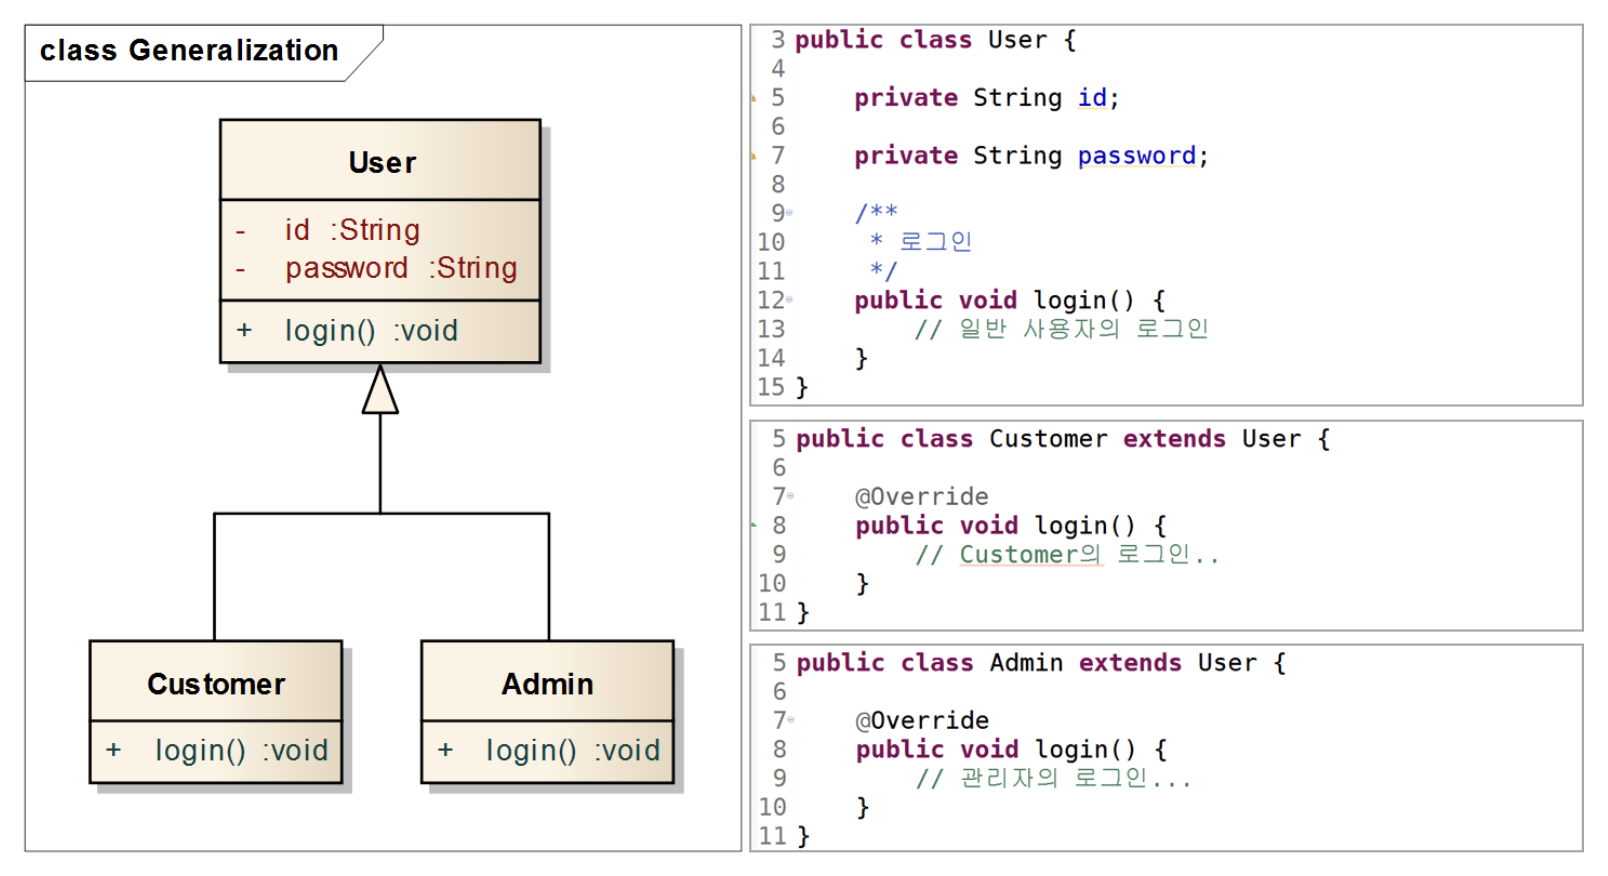 class Generalization
User
- id :String
- password :String
+ login() :void
Customer
+ login() :void
Admin
+ login() :void
3 public class User {
4
5 private String id;
6
7 private String password;
8
9 /**
10 * 로그인
11 */
12 public void login() {
13 // 일반 사용자의 로그인
14 }
15 }
5 public class Customer extends User {
6
7 @Override
8 public void login() {
9 // Customer의 로그인..
10 }
11 }
5 public class Admin extends User {
6
7 @Override
8 public void login() {
9 // 관리자의 로그인...
10 }
11 }